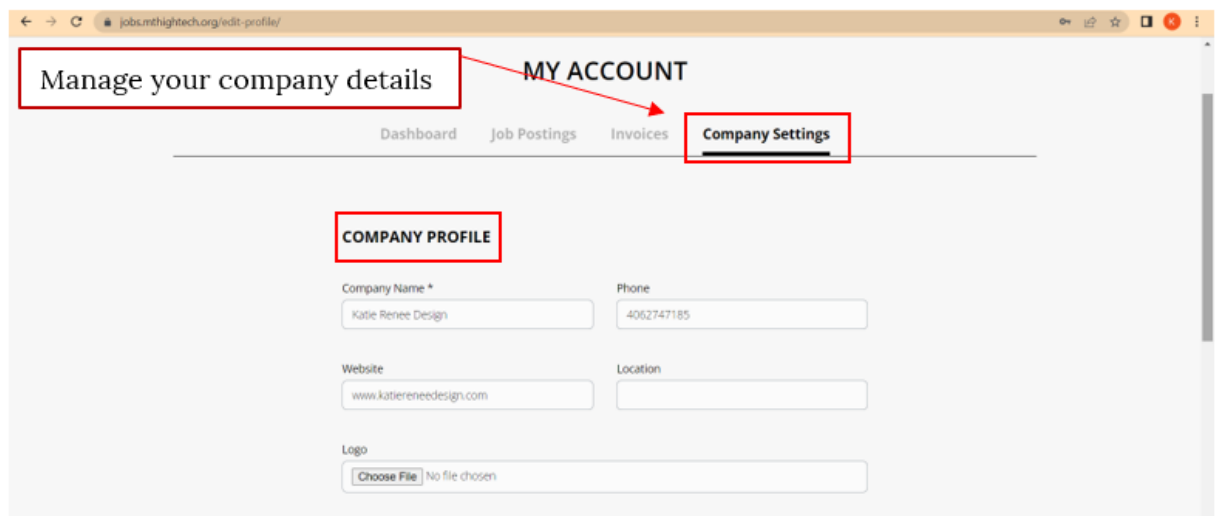 jobs.mthightech.org/edit-profile/
K
Manage your company details
MY ACCOUNT
Dashboard Job Postings Invoices Company Settings
COMPANY PROFILE
Company Name * Phone
Katie Renee Design 4062747185
Website Location
www.katiereneedesign.com
Logo
Choose File No file chosen